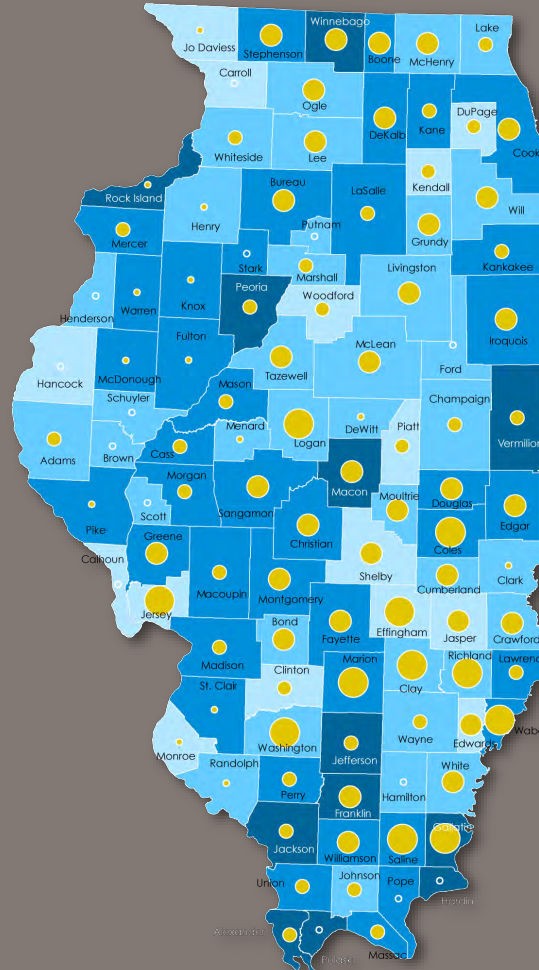 Jo Daviess
Stephenson
Winnebago
Boone
McHenry
Lake
Carroll
Ogle
DeKalb
Kane
DuPage
Cook
Whiteside
Lee
Kendall
Rock Island
Bureau
LaSalle
Will
Henry
Putnam
Grundy
Mercer
Stark
Marshall
Livingston
Kankakee
Henderson
Warren
Knox
Peoria
Woodford
Iroquois
Fulton
McLean
Hancock
McDonough
Tazewell
Ford
Mason
Schuyler
Champaign
Vermilion
Adams
Brown
Cass
Menard
Logan
DeWitt
Piatt
Macon
Morgan
Sangamon
Moultrie
Douglas
Edgar
Pike
Scott
Christian
Coles
Greene
Calhoun
Shelby
Cumberland
Clark
Macoupin
Montgomery
Jersey
Bond
Fayette
Effingham
Jasper
Crawford
Madison
Clinton
Marion
Clay
Richland
Lawrenc
St. Clair
Washington
Wayne
Edwards
Wab
Monroe
Jefferson
White
Randolph
Perry
Hamilton
Franklin
Jackson
Williamson
Saline
Gallatin
Union
Johnson
Pope
Hardin
Alexander
Pulaski
Massac